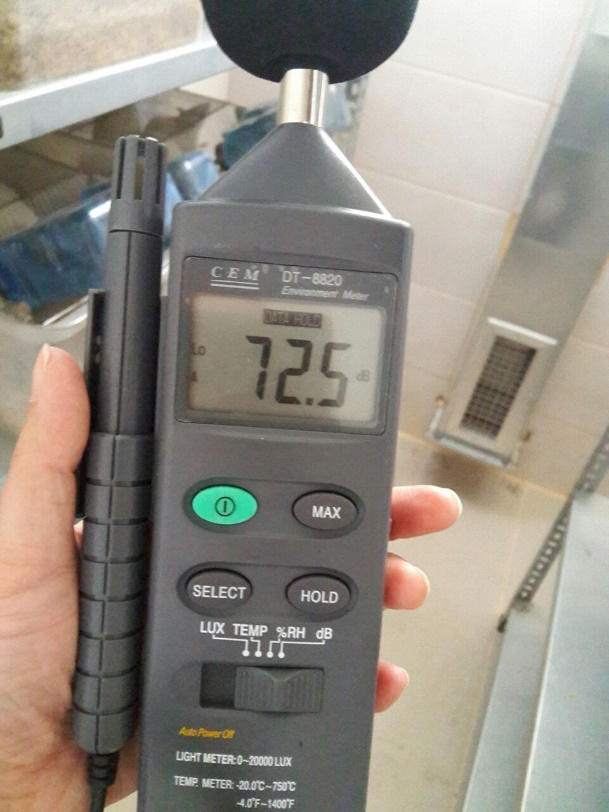 CEM DT-8820
Environment Meter
DATA HOLD
Lo
72.5 dB
A
MAX
SELECT
HOLD
LUX TEMP %RH dB
Auto Power Off
LIGHT METER:0~20000 LUX
TEMP. METER: -20.0°C~750°C
-4.0°F~1400°F